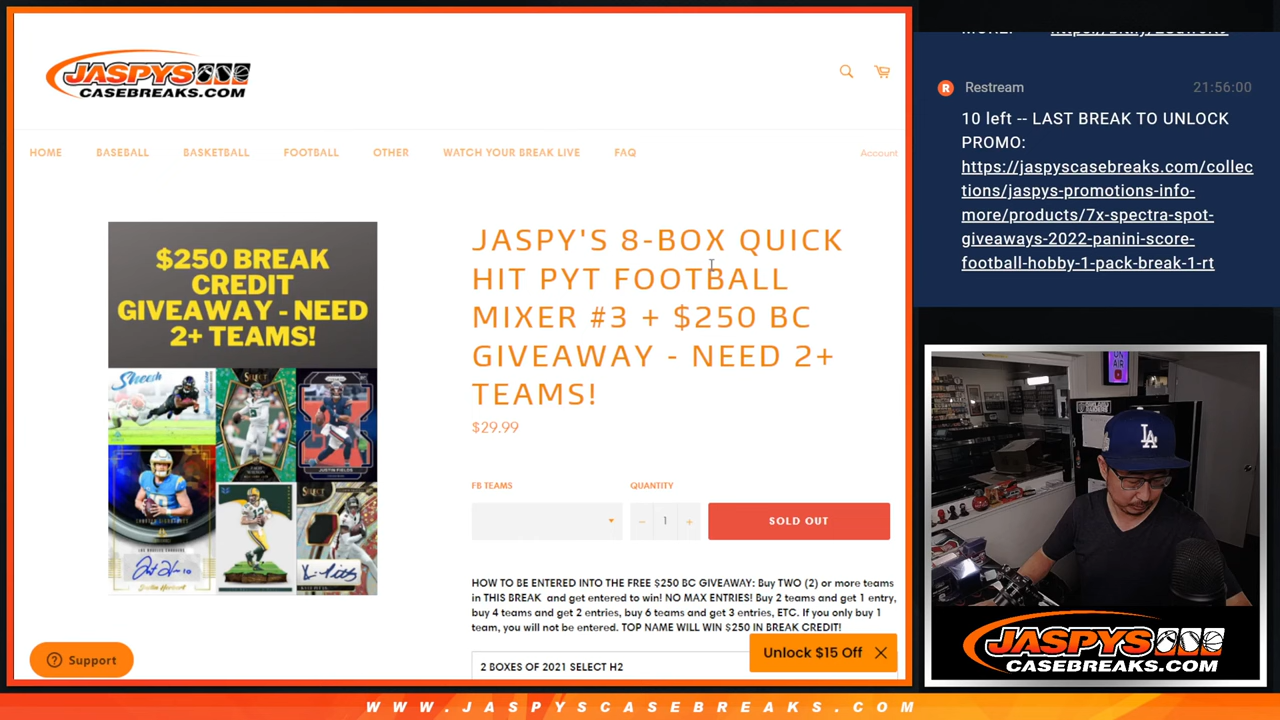 JASPYS
CASEBREAKS.COM
HOME BASEBALL BASKETBALL FOOTBALL OTHER WATCH YOUR BREAK LIVE FAQ Account
$250 BREAK
CREDIT
GIVEAWAY - NEED
2+ TEAMS!
JASPY'S 8-BOX QUICK
HIT PYT FOOTBALL
MIXER #3 + $250 BC
GIVEAWAY - NEED 2+
TEAMS!
$29.99
FB TEAMS QUANTITY
− 1 + SOLD OUT
HOW TO BE ENTERED INTO THE FREE $250 BC GIVEAWAY: Buy TWO (2) or more teams
in THIS BREAK and get entered to win! NO MAX ENTRIES! Buy 2 teams and get 1 entry,
buy 4 teams and get 2 entries, buy 6 teams and get 3 entries, ETC. If you only buy 1
team, you will not be entered. TOP NAME WILL WIN $250 IN BREAK CREDIT!
2 BOXES OF 2021 SELECT H2
Support
Unlock $15 Off
R Restream 21:56:00
10 left -- LAST BREAK TO UNLOCK
PROMO:
https://jaspyscasebreaks.com/collec
tions/jaspys-promotions-info-
more/products/7x-spectra-spot-
giveaways-2022-panini-score-
football-hobby-1-pack-break-1-rt
ON
AIR
LA
JASPYS
CASEBREAKS.COM
WWW.JASPYSCASEBREAKS.COM